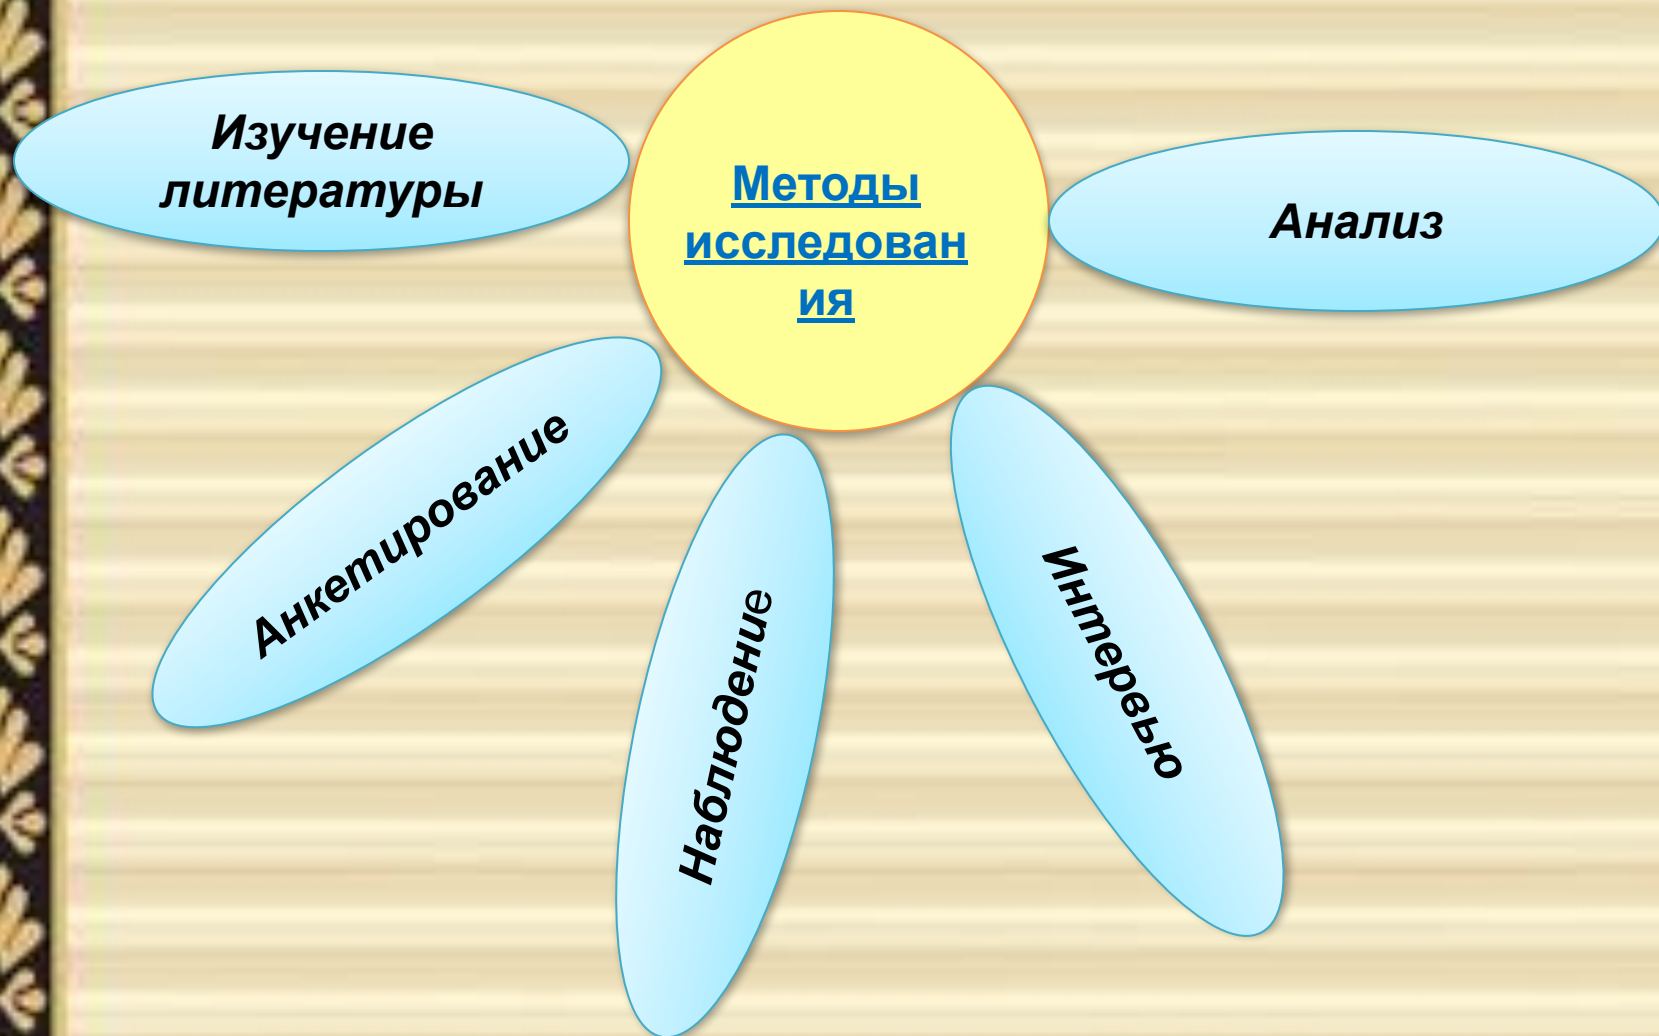 Изучение
литературы
Методы
исследован
ия
Анализ
Анкетирование
Наблюдение
Интервью